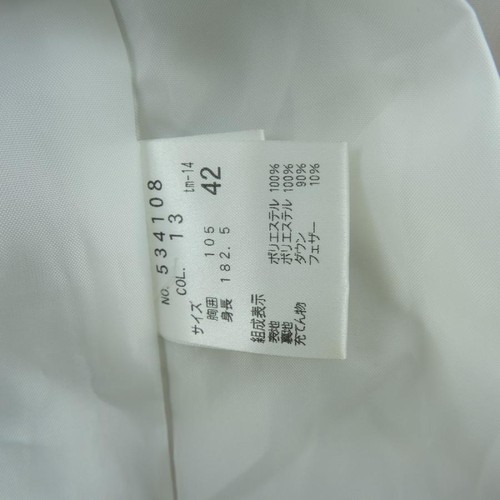 NO. 534108
COL. 13
Lm-14
サイズ 42
胸囲 105
身長 182.5
組成表示
表地 ポリエステル 100%
裏地 ポリエステル 100%
充てん物 ダウン 90%
フェザー 10%